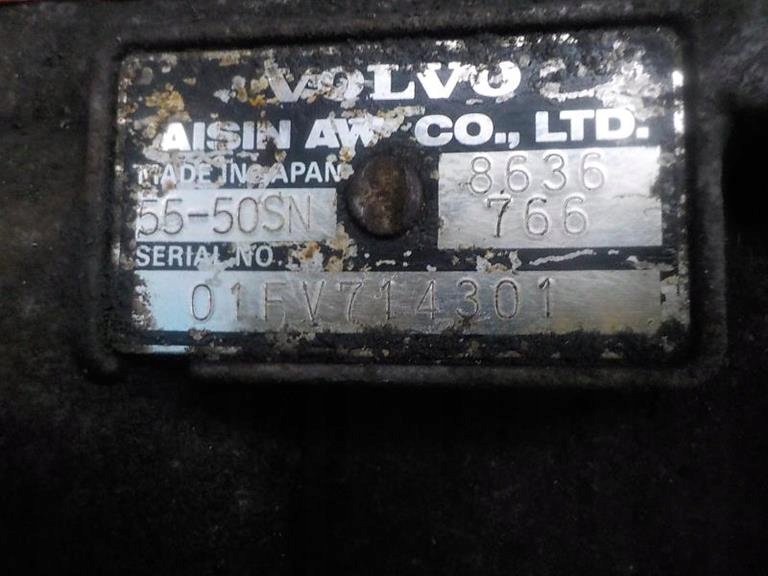 VOLVO
AISIN AW CO., LTD.
MADE IN JAPAN
8636
55-50SN
766
SERIAL NO.
01FV714301